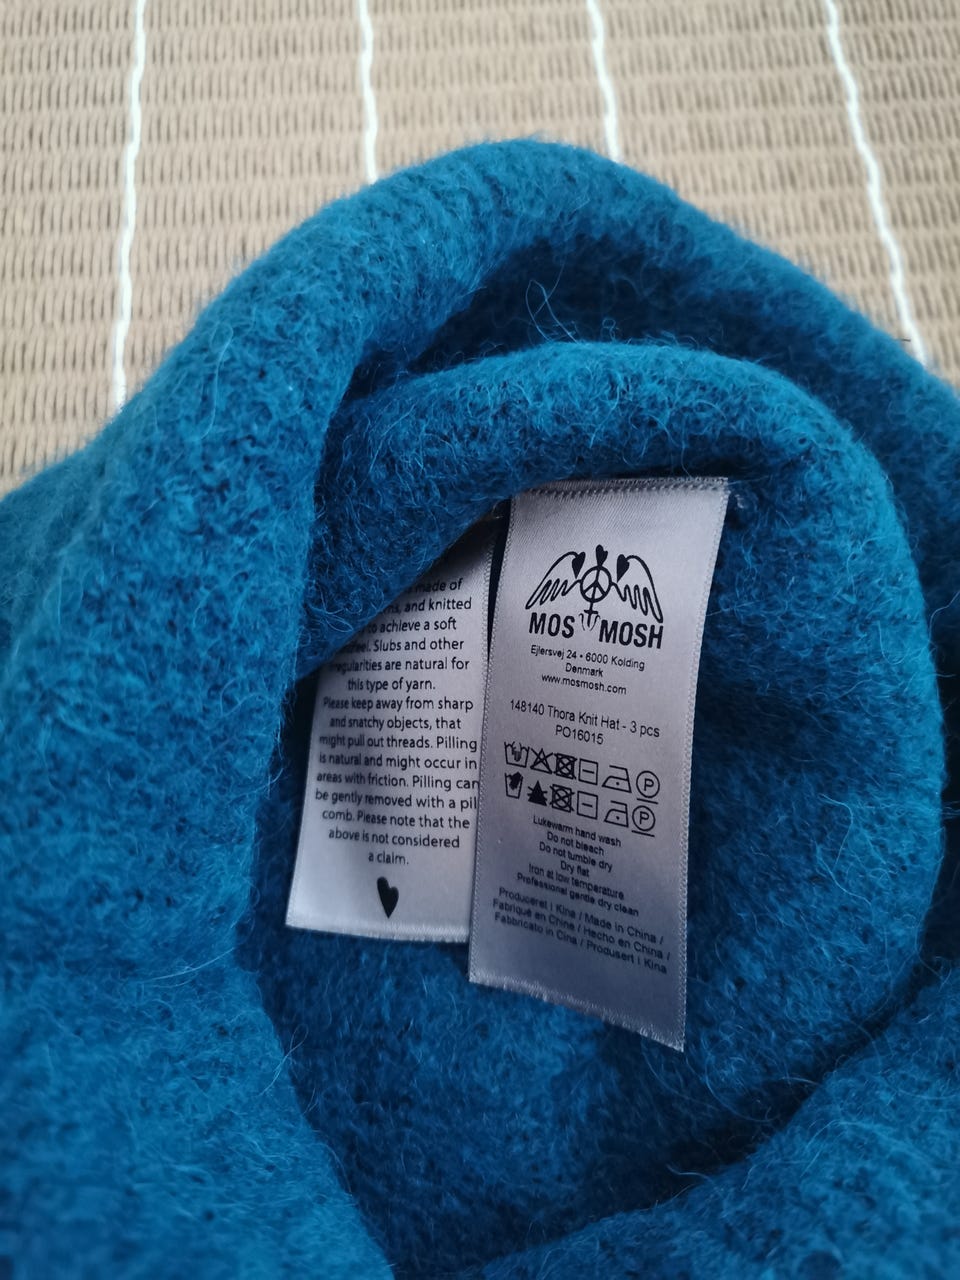 made of
and knitted
to achieve a soft
feel. Slubs and other
irregularities are natural for
this type of yarn.
Please keep away from sharp
and snatchy objects, that
might pull out threads. Pilling
is natural and might occur in
areas with friction. Pilling can
be gently removed with a pil
comb. Please note that the
above is not considered
a claim.
MOS MOSH
Ejlersvej 24 • 6000 Kolding
Denmark
www.mosmosh.com
148140 Thora Knit Hat - 3 pcs
PO16015
P
P
Lukewarm hand wash
Do not bleach
Do not tumble dry
Dry flat
Iron at low temperature
Professional gentle dry clean
Produceret i Kina / Made in China /
Fabriqué en Chine / Hecho en China /
Fabbricato in Cina / Produsert i Kina